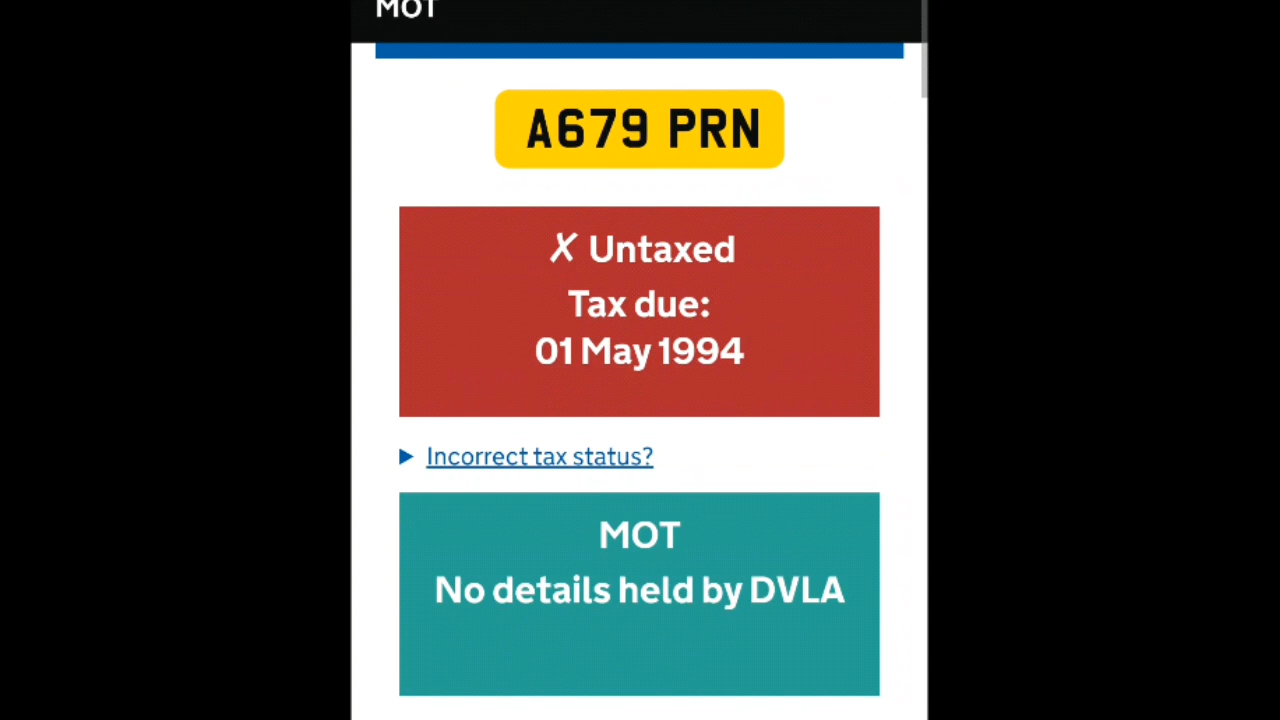 MOT
A679 PRN
✗ Untaxed
Tax due:
01 May 1994
Incorrect tax status?
MOT
No details held by DVLA